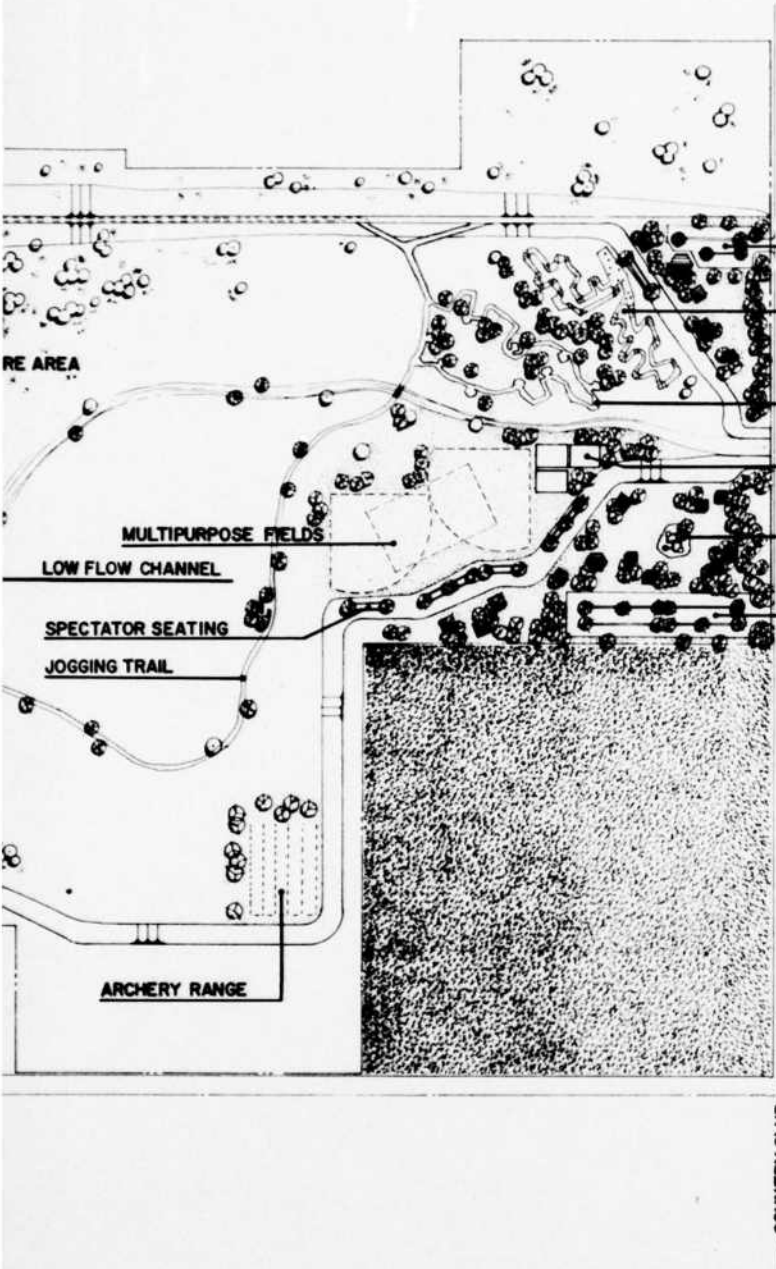 RE AREA
MULTIPURPOSE FIELDS
LOW FLOW CHANNEL
SPECTATOR SEATING
JOGGING TRAIL
ARCHERY RANGE